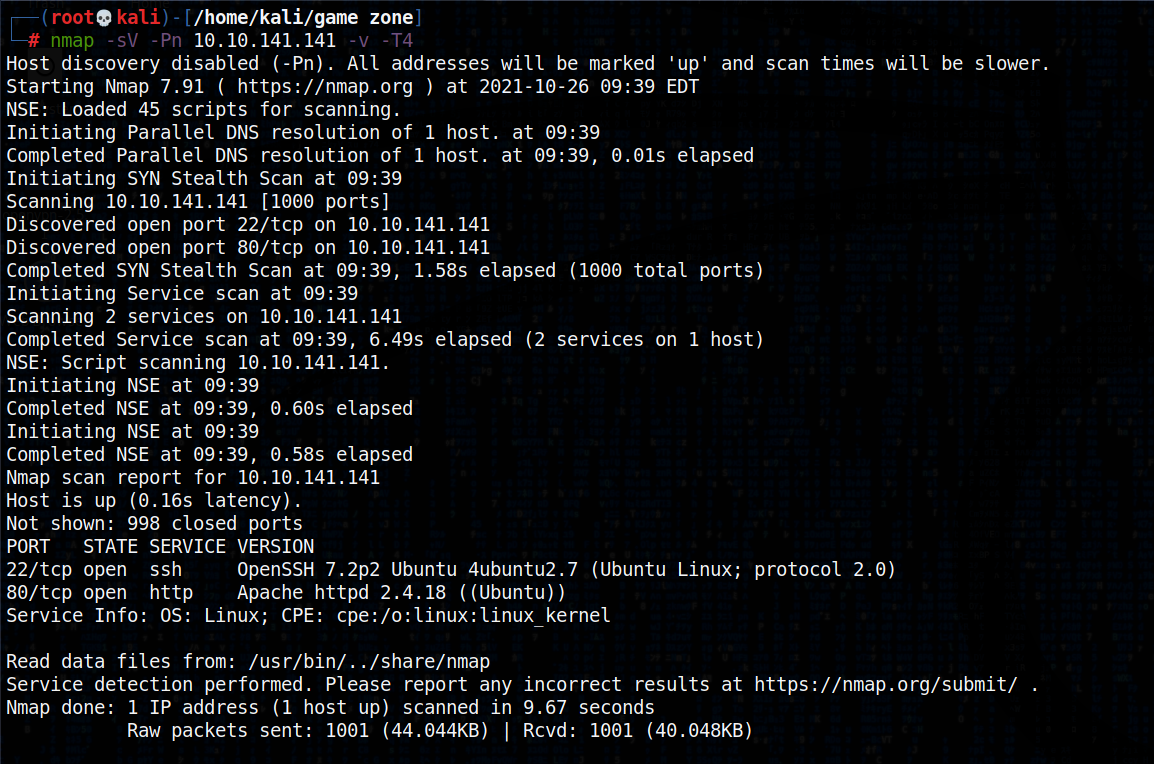 ┌──(root💀kali)-[/home/kali/game zone]
└─# nmap -sV -Pn 10.10.141.141 -v -T4
Host discovery disabled (-Pn). All addresses will be marked 'up' and scan times will be slower.
Starting Nmap 7.91 ( https://nmap.org ) at 2021-10-26 09:39 EDT
NSE: Loaded 45 scripts for scanning.
Initiating Parallel DNS resolution of 1 host. at 09:39
Completed Parallel DNS resolution of 1 host. at 09:39, 0.01s elapsed
Initiating SYN Stealth Scan at 09:39
Scanning 10.10.141.141 [1000 ports]
Discovered open port 22/tcp on 10.10.141.141
Discovered open port 80/tcp on 10.10.141.141
Completed SYN Stealth Scan at 09:39, 1.58s elapsed (1000 total ports)
Initiating Service scan at 09:39
Scanning 2 services on 10.10.141.141
Completed Service scan at 09:39, 6.49s elapsed (2 services on 1 host)
NSE: Script scanning 10.10.141.141.
Initiating NSE at 09:39
Completed NSE at 09:39, 0.60s elapsed
Initiating NSE at 09:39
Completed NSE at 09:39, 0.58s elapsed
Nmap scan report for 10.10.141.141
Host is up (0.16s latency).
Not shown: 998 closed ports
PORT   STATE SERVICE VERSION
22/tcp open  ssh     OpenSSH 7.2p2 Ubuntu 4ubuntu2.7 (Ubuntu Linux; protocol 2.0)
80/tcp open  http    Apache httpd 2.4.18 ((Ubuntu))
Service Info: OS: Linux; CPE: cpe:/o:linux:linux_kernel

Read data files from: /usr/bin/../share/nmap
Service detection performed. Please report any incorrect results at https://nmap.org/submit/ .
Nmap done: 1 IP address (1 host up) scanned in 9.67 seconds
           Raw packets sent: 1001 (44.044KB) | Rcvd: 1001 (40.048KB)